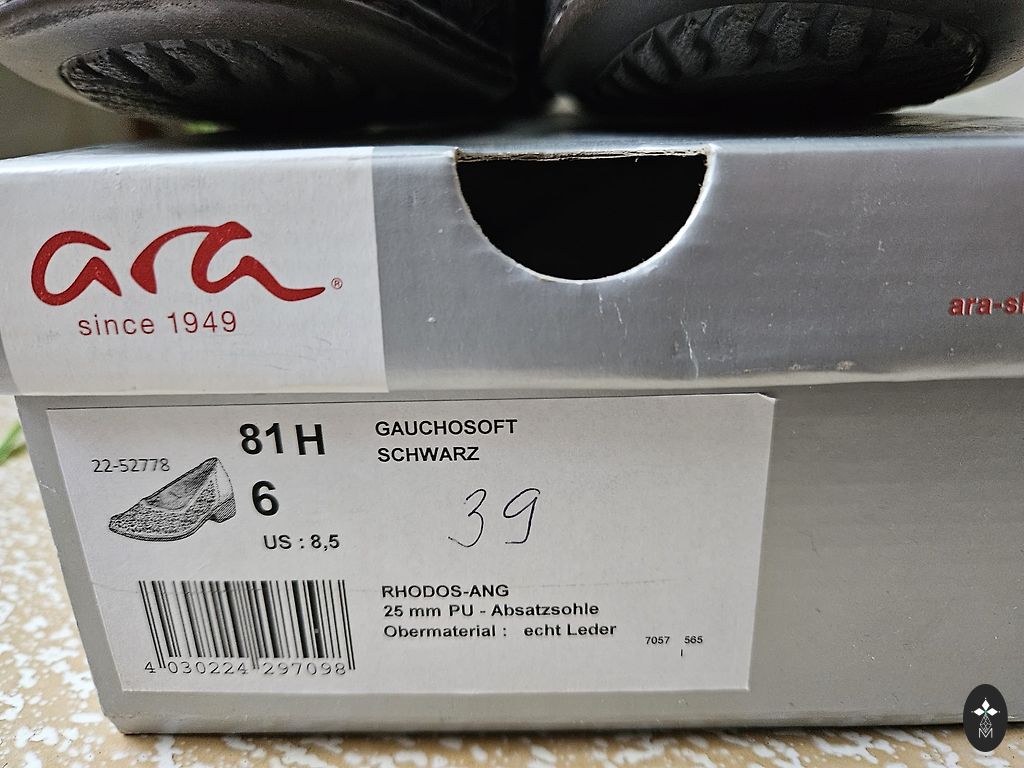 ara®
since 1949
ara-s
81 H
GAUCHOSOFT
SCHWARZ
22-52778
6
39
US : 8,5
RHODOS-ANG
25 mm PU - Absatzsohle
Obermaterial : echt Leder
7057 565
4 030224 297098
M